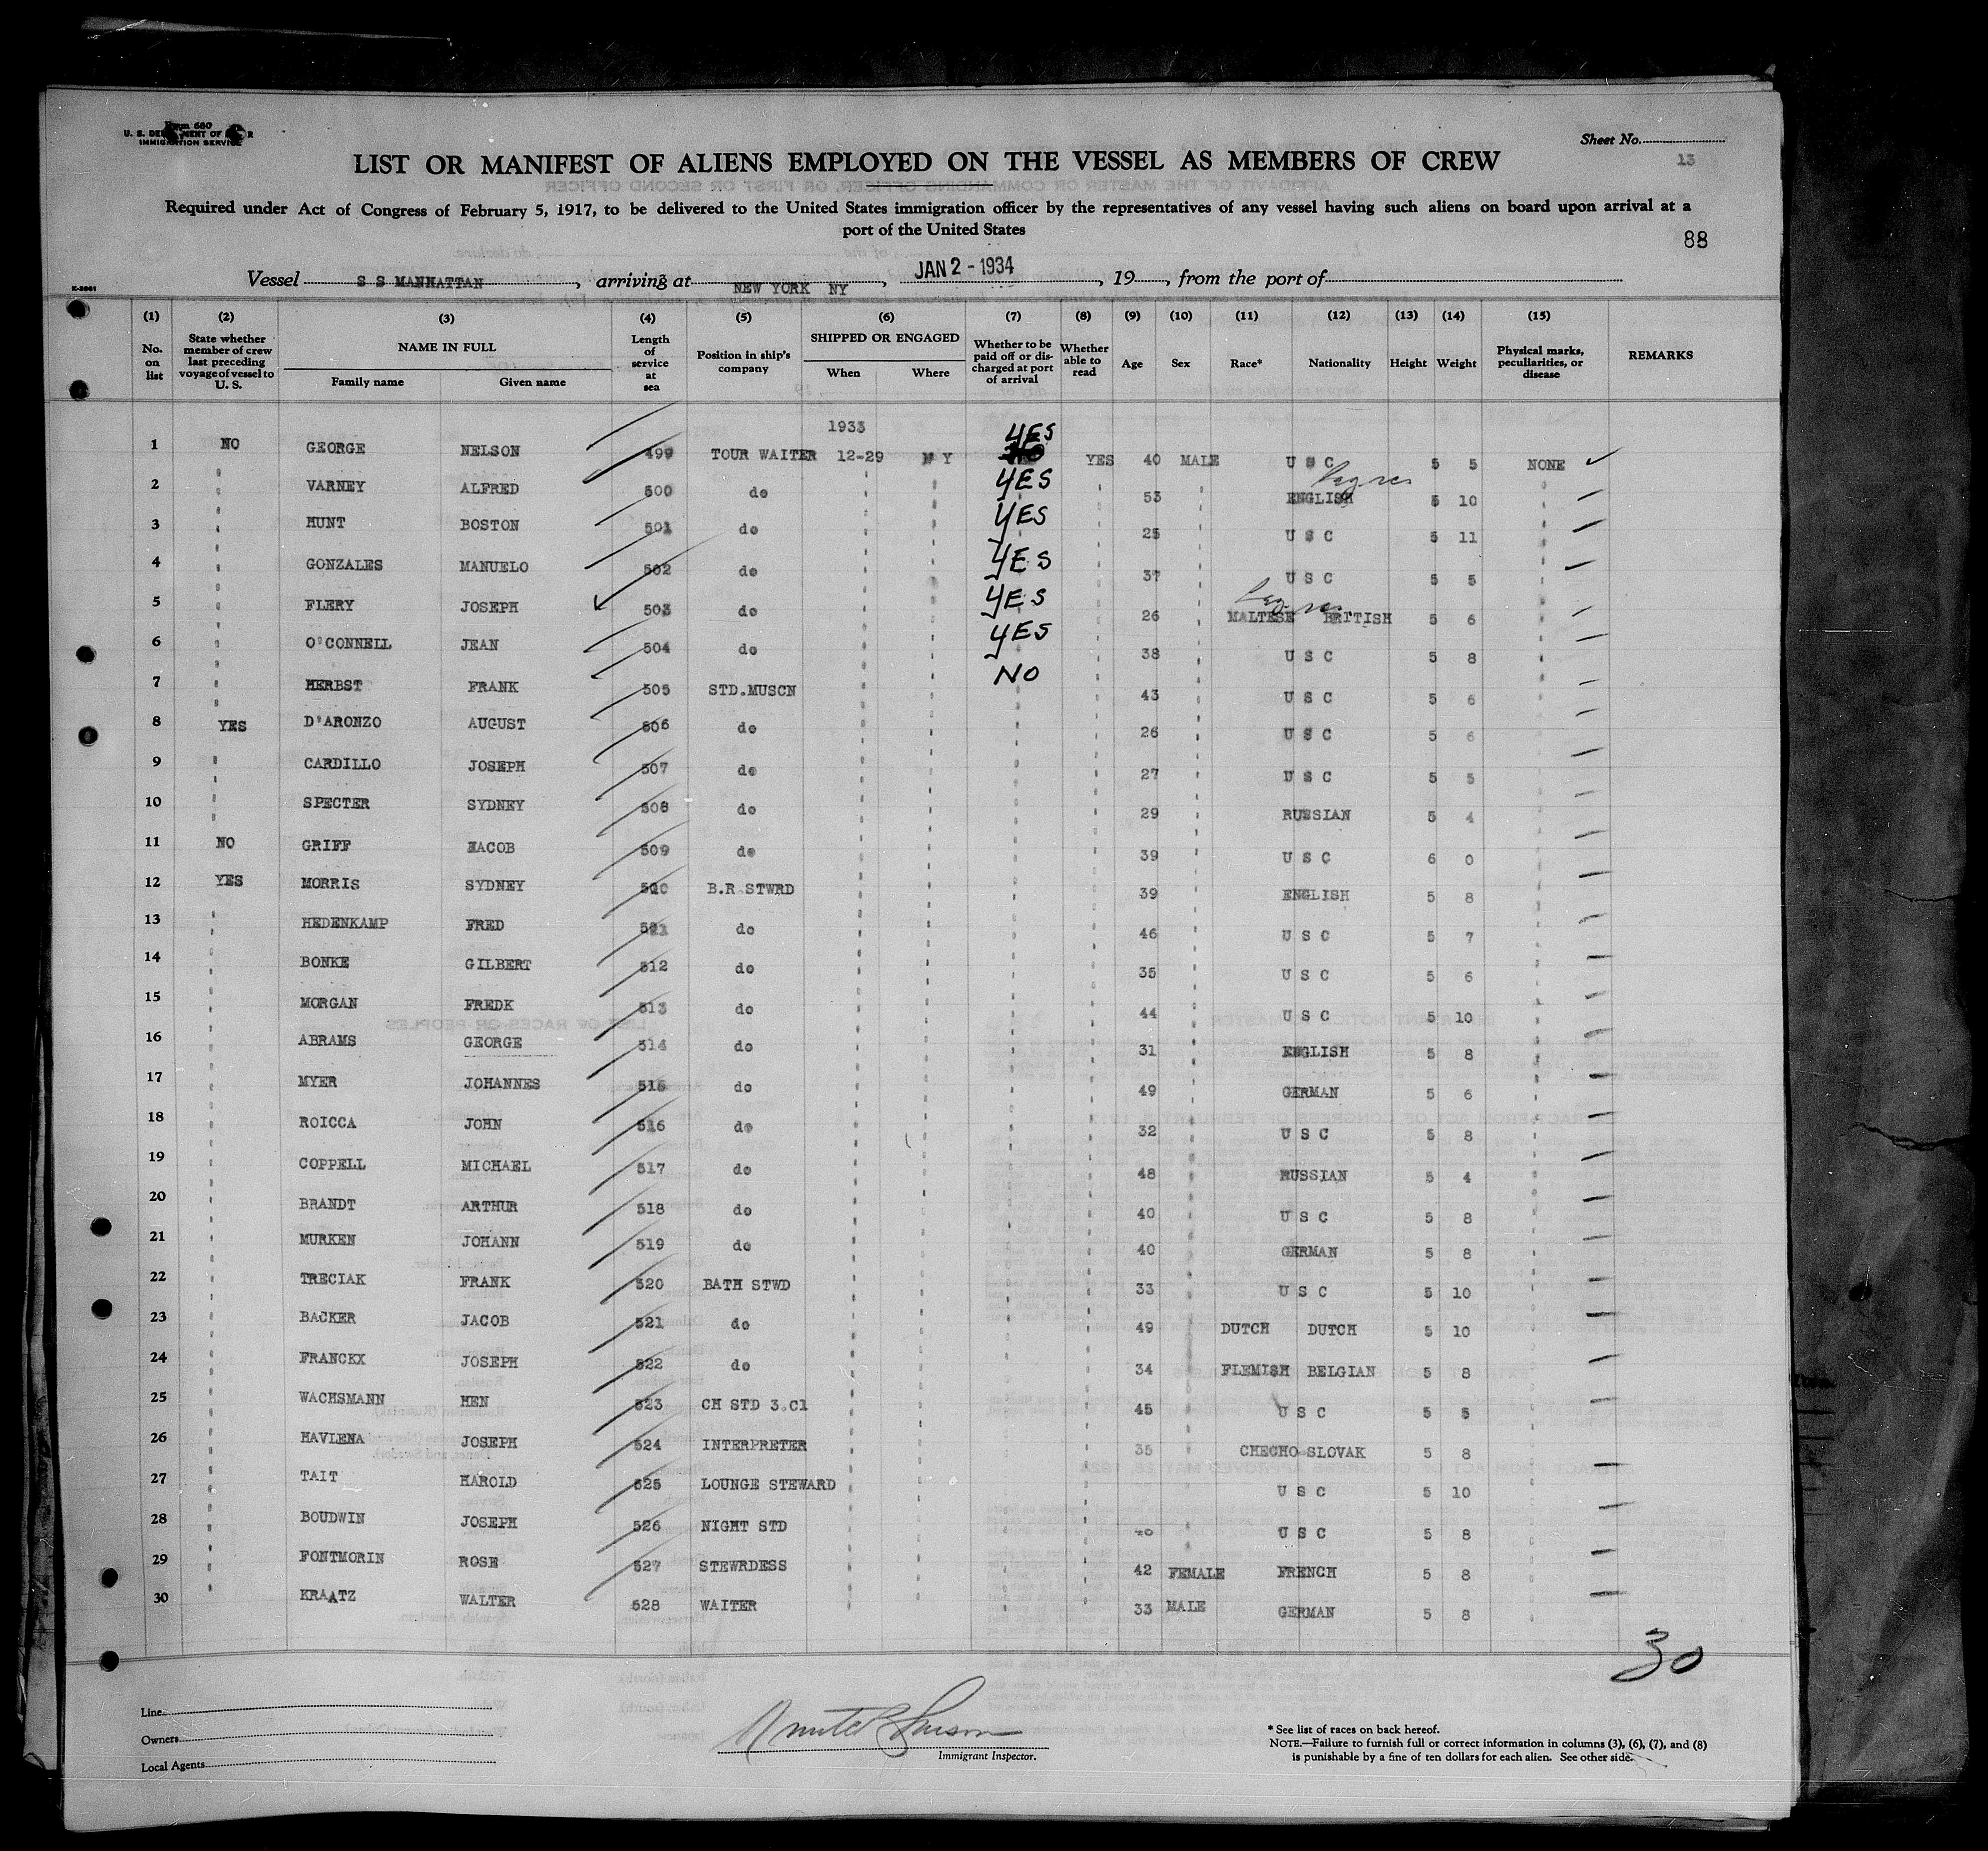 Form 680
U. S. DEPARTMENT OF LABOR
IMMIGRATION SERVICE
Sheet No.
13
LIST OR MANIFEST OF ALIENS EMPLOYED ON THE VESSEL AS MEMBERS OF CREW
Required under Act of Congress of February 5, 1917, to be delivered to the United States immigration officer by the representatives of any vessel having such aliens on board upon arrival at a
port of the United States
88
Vessel S S MANHATTAN, arriving at NEW YORK NY, JAN 2 - 1934, 19, from the port of
(1) (2) (3) (4) (5) (6) (7) (8) (9) (10) (11) (12) (13) (14) (15)
No. on list State whether member of crew last preceding voyage of vessel to U. S. NAME IN FULL Family name Given name Length of service at sea Position in ship's company SHIPPED OR ENGAGED When Where Whether to be paid off or discharged at port of arrival Whether able to read Age Sex Race* Nationality Height Weight Physical marks, peculiarities, or disease REMARKS
1933
1 NO GEORGE NELSON 499 TOUR WAITER 12-29 N Y YES YES 40 MALE U S C 5 5 NONE
2 " VARNEY ALFRED 500 do " " YES " 53 " ENGLISH 5 10 "
3 " HUNT BOSTON 501 do " " YES " 25 " U S C 5 11 "
4 " GONZALES MANUELO 502 do " " YES " 37 " U S C 5 5 "
5 " FLERY JOSEPH 503 do " " YES " 26 " MALTESE BRITISH 5 6 "
6 " O'CONNELL JEAN 504 do " " YES " 38 " U S C 5 8 "
7 " HERBST FRANK 505 STD.MUSCN " " NO " 43 " U S C 5 6 "
8 YES D'ARONZO AUGUST 506 do " " " " 26 " U S C 5 6 "
9 " CARDILLO JOSEPH 507 do " " " " 27 " U S C 5 5 "
10 " SPECTER SYDNEY 508 do " " " " 29 " RUSSIAN 5 4 "
11 NO GRIFF HACOB 509 do " " " " 39 " U S C 6 0 "
12 YES MORRIS SYDNEY 510 B.R STWRD " " " " 39 " ENGLISH 5 8 "
13 " HEDENKAMP FRED 511 do " " " " 46 " U S C 5 7 "
14 " BONKE GILBERT 512 do " " " " 35 " U S C 5 6 "
15 " MORGAN FREDK 513 do " " " " 44 " U S C 5 10 "
16 " ABRAMS GEORGE 514 do " " " " 31 " ENGLISH 5 8 "
17 " MYER JOHANNES 515 do " " " " 49 " GERMAN 5 6 "
18 " ROICCA JOHN 516 do " " " " 32 " U S C 5 8 "
19 " COPPELL MICHAEL 517 do " " " " 48 " RUSSIAN 5 4 "
20 " BRANDT ARTHUR 518 do " " " " 40 " U S C 5 8 "
21 " MURKEN JOHANN 519 do " " " " 40 " GERMAN 5 8 "
22 " TRECIAK FRANK 520 BATH STWD " " " " 33 " U S C 5 10 "
23 " BACKER JACOB 521 do " " " " 49 " DUTCH DUTCH 5 10 "
24 " FRANCKX JOSEPH 522 do " " " " 34 " FLEMISH BELGIAN 5 8 "
25 " WACHSMANN HEN 523 CH STD 3.Cl " " " " 45 " U S C 5 5 "
26 " HAVLENA JOSEPH 524 INTERPRETER " " " " 35 " CHECHO SLOVAK 5 8 "
27 " TAIT HAROLD 525 LOUNGE STEWARD " " " " U S C 5 10 "
28 " BOUDWIN JOSEPH 526 NIGHT STD " " " " " U S C 5 8 "
29 " FONTMORIN ROSE 527 STEWRDESS " " " " 42 FEMALE FRENCH 5 8 "
30 " KRAATZ WALTER 528 WAITER " " " " 33 MALE GERMAN 5 8 "
30
Line
Owners
Local Agents
Immigrant Inspector.
* See list of races on back hereof.
NOTE.—Failure to furnish full or correct information in columns (3), (6), (7), and (8)
is punishable by a fine of ten dollars for each alien. See other side.